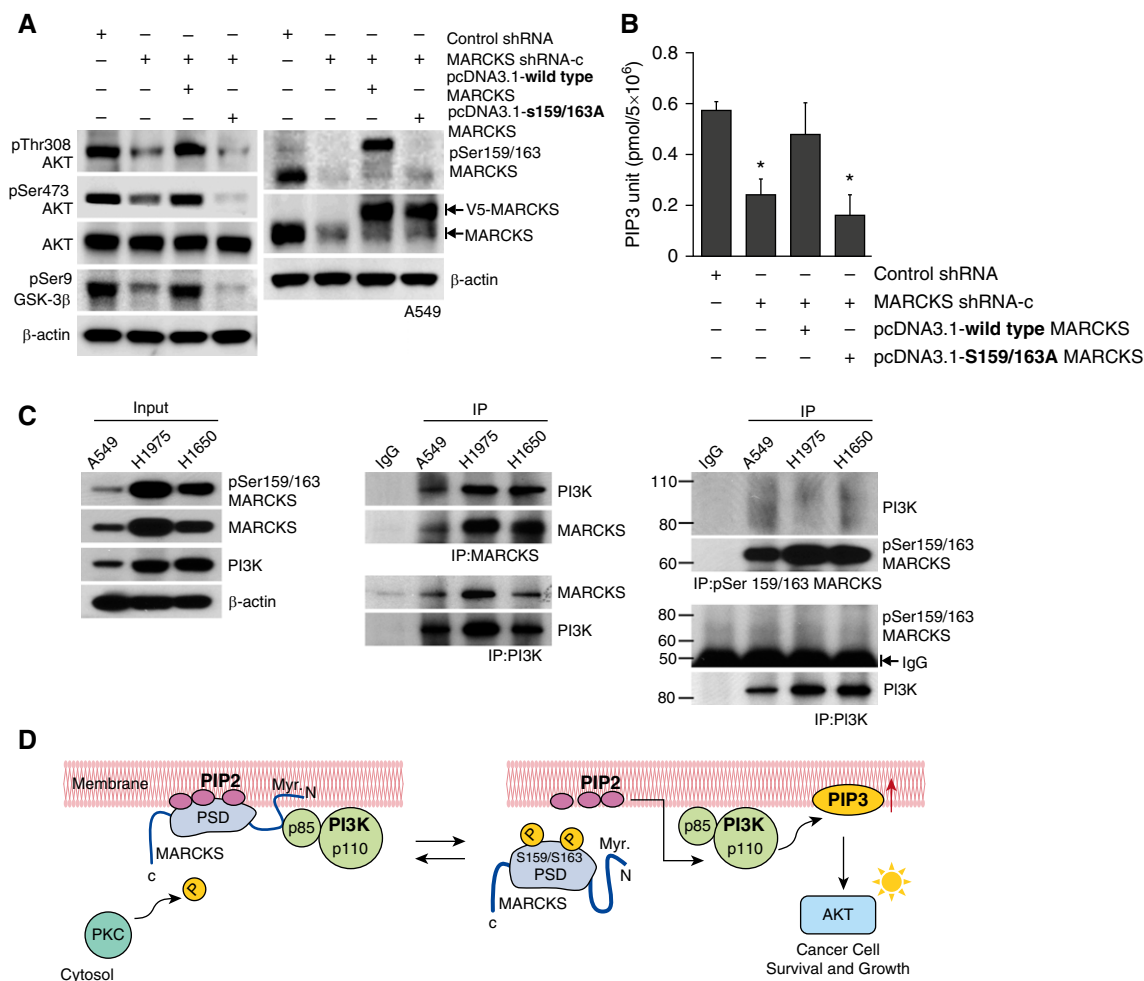 A
+ – – – + – – – Control shRNA
– + + + – + + + MARCKS shRNA-c
– – + – – – + – pcDNA3.1-wild type
MARCKS
– – – + – – – + pcDNA3.1-s159/163A
MARCKS
pThr308
AKT
pSer473
AKT
AKT
pSer9
GSK-3β
β-actin
pSer159/163
MARCKS
V5-MARCKS
MARCKS
β-actin
A549
B
PIP3 unit (pmol/5×10⁶)
0.8
0.6
0.4
0.2
0
*
*
+ – – – Control shRNA
– + + + MARCKS shRNA-c
– – + – pcDNA3.1-wild type MARCKS
– – – + pcDNA3.1-S159/163A MARCKS
C
Input
A549 H1975 H1650
pSer159/163
MARCKS
MARCKS
PI3K
β-actin
IP
IgG A549 H1975 H1650
PI3K
MARCKS
IP:MARCKS
MARCKS
PI3K
IP:PI3K
IP
IgG A549 H1975 H1650
110
80
PI3K
60
pSer159/163
MARCKS
IP:pSer 159/163 MARCKS
80
60
50
pSer159/163
MARCKS
IgG
80
PI3K
IP:PI3K
D
Membrane
PIP2
Myr.
N
PSD
p85
PI3K
p110
MARCKS
c
P
PKC
Cytosol
PIP2
P P
S159/S163
PSD
Myr.
N
MARCKS
c
p85
PI3K
p110
PIP3
AKT
Cancer Cell
Survival and Growth